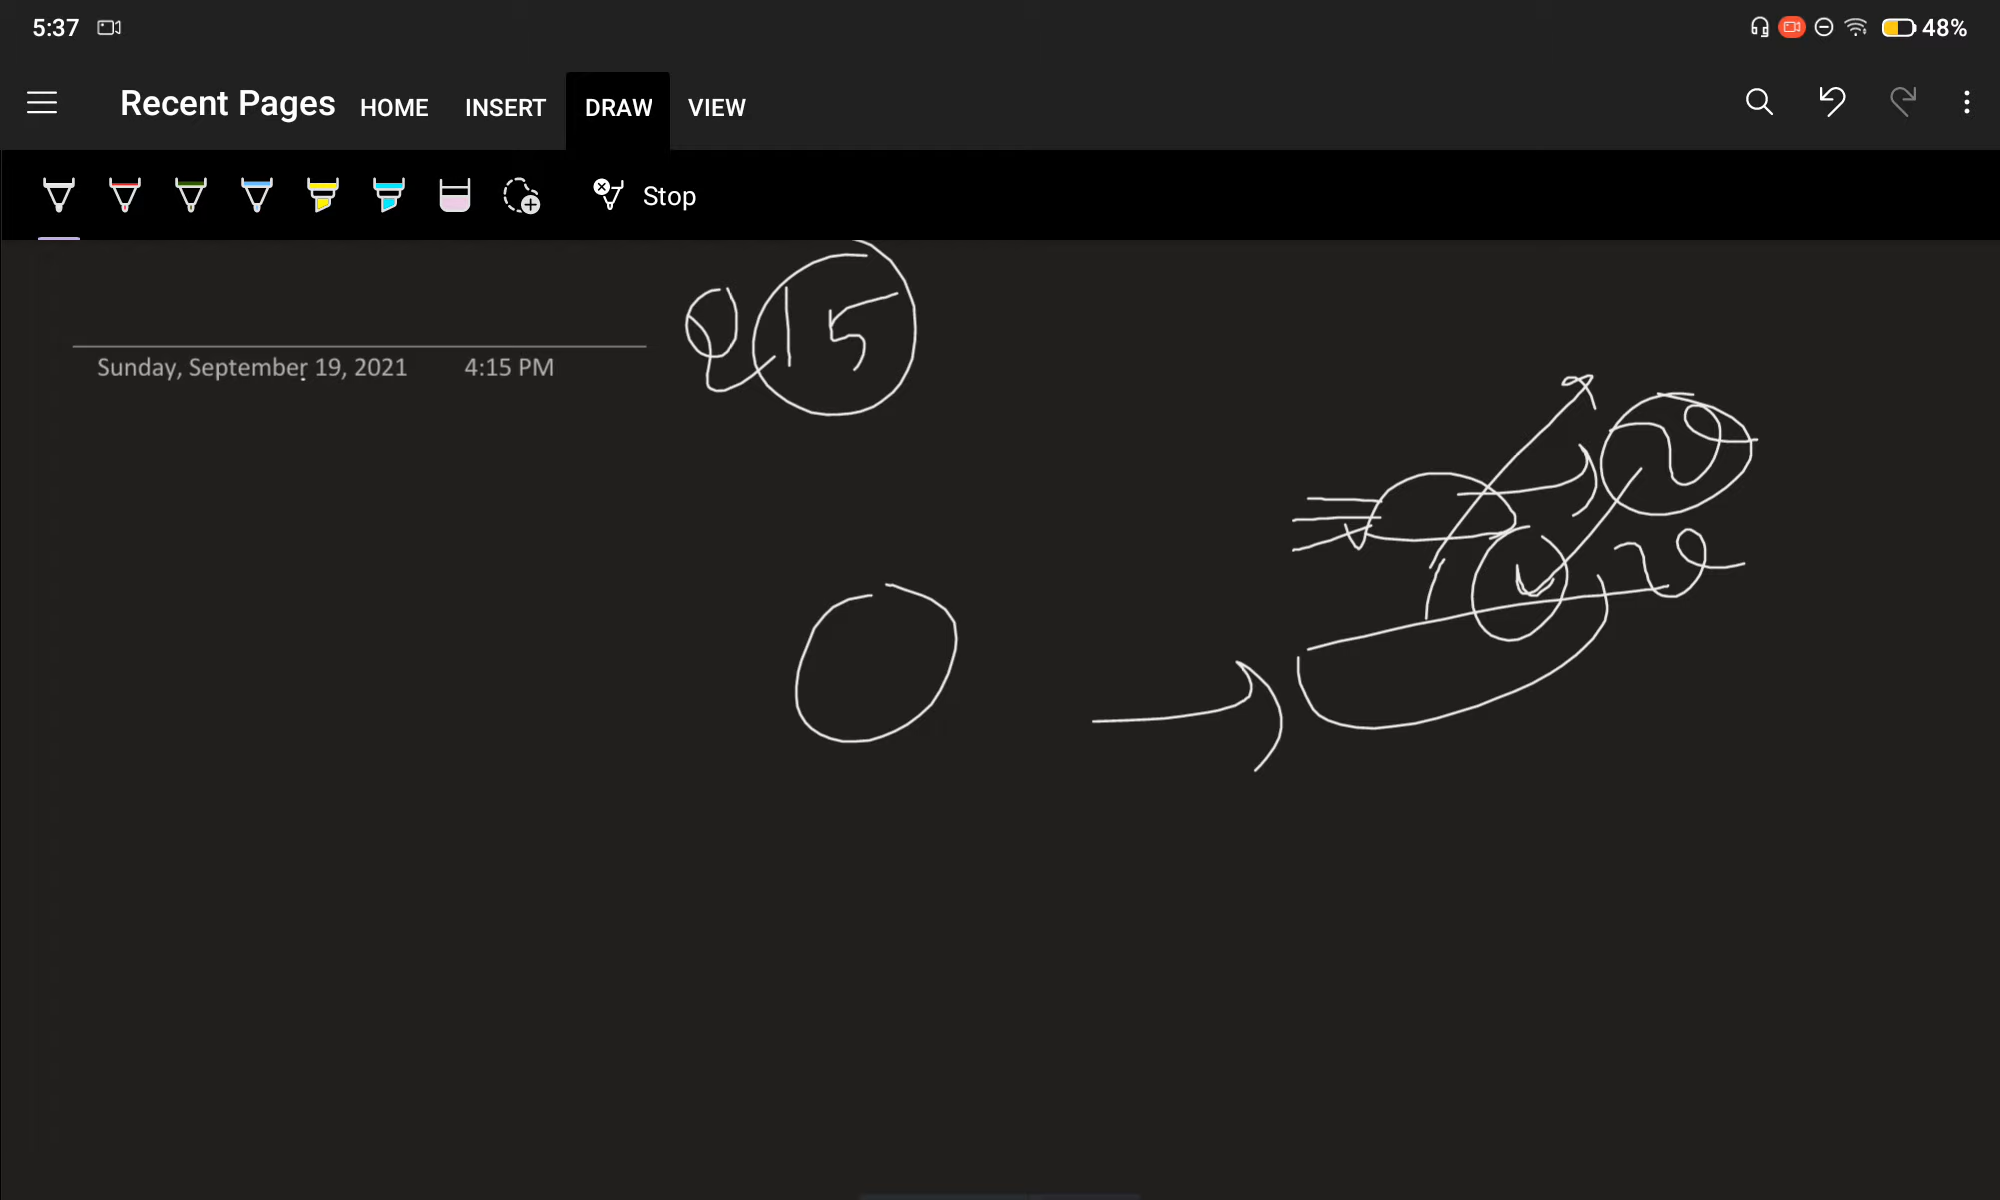 5:37 48%
Recent Pages HOME INSERT DRAW VIEW
Stop
15
Sunday, September 19, 2021 4:15 PM